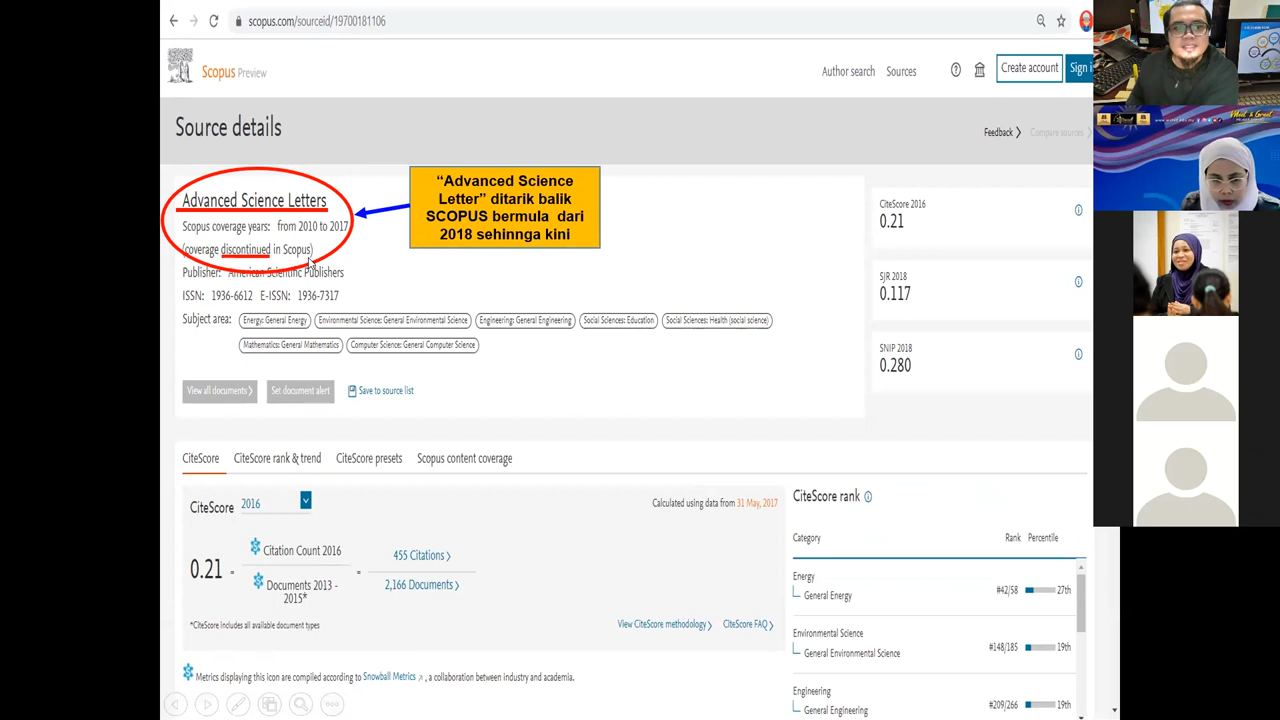 scopus.com/sourceid/19700181106
Scopus Preview
Author search Sources
Create account
Sign i
Source details
Feedback
Compare sources
Advanced Science Letters
Scopus coverage years: from 2010 to 2017
(coverage discontinued in Scopus)
Publisher: American Scientific Publishers
ISSN: 1936-6612 E-ISSN: 1936-7317
Subject area: Energy: General Energy Environmental Science: General Environmental Science Engineering: General Engineering Social Sciences: Education Social Sciences: Health (social science)
Mathematics: General Mathematics Computer Science: General Computer Science
View all documents
Set document alert
Save to source list
“Advanced Science
Letter” ditarik balik
SCOPUS bermula dari
2018 sehinnga kini
CiteScore 2016
0.21
SJR 2018
0.117
SNIP 2018
0.280
CiteScore CiteScore rank & trend CiteScore presets Scopus content coverage
CiteScore 2016
Calculated using data from 31 May, 2017
0.21 =
Citation Count 2016
Documents 2013 -
2015*
=
455 Citations
2,166 Documents
*CiteScore includes all available document types
View CiteScore methodology
CiteScore FAQ
Metrics displaying this icon are compiled according to Snowball Metrics , a collaboration between industry and academia.
CiteScore rank
Category Rank Percentile
Energy
General Energy #42/58 27th
Environmental Science
General Environmental Science #148/185 19th
Engineering
General Engineering #209/266 19th